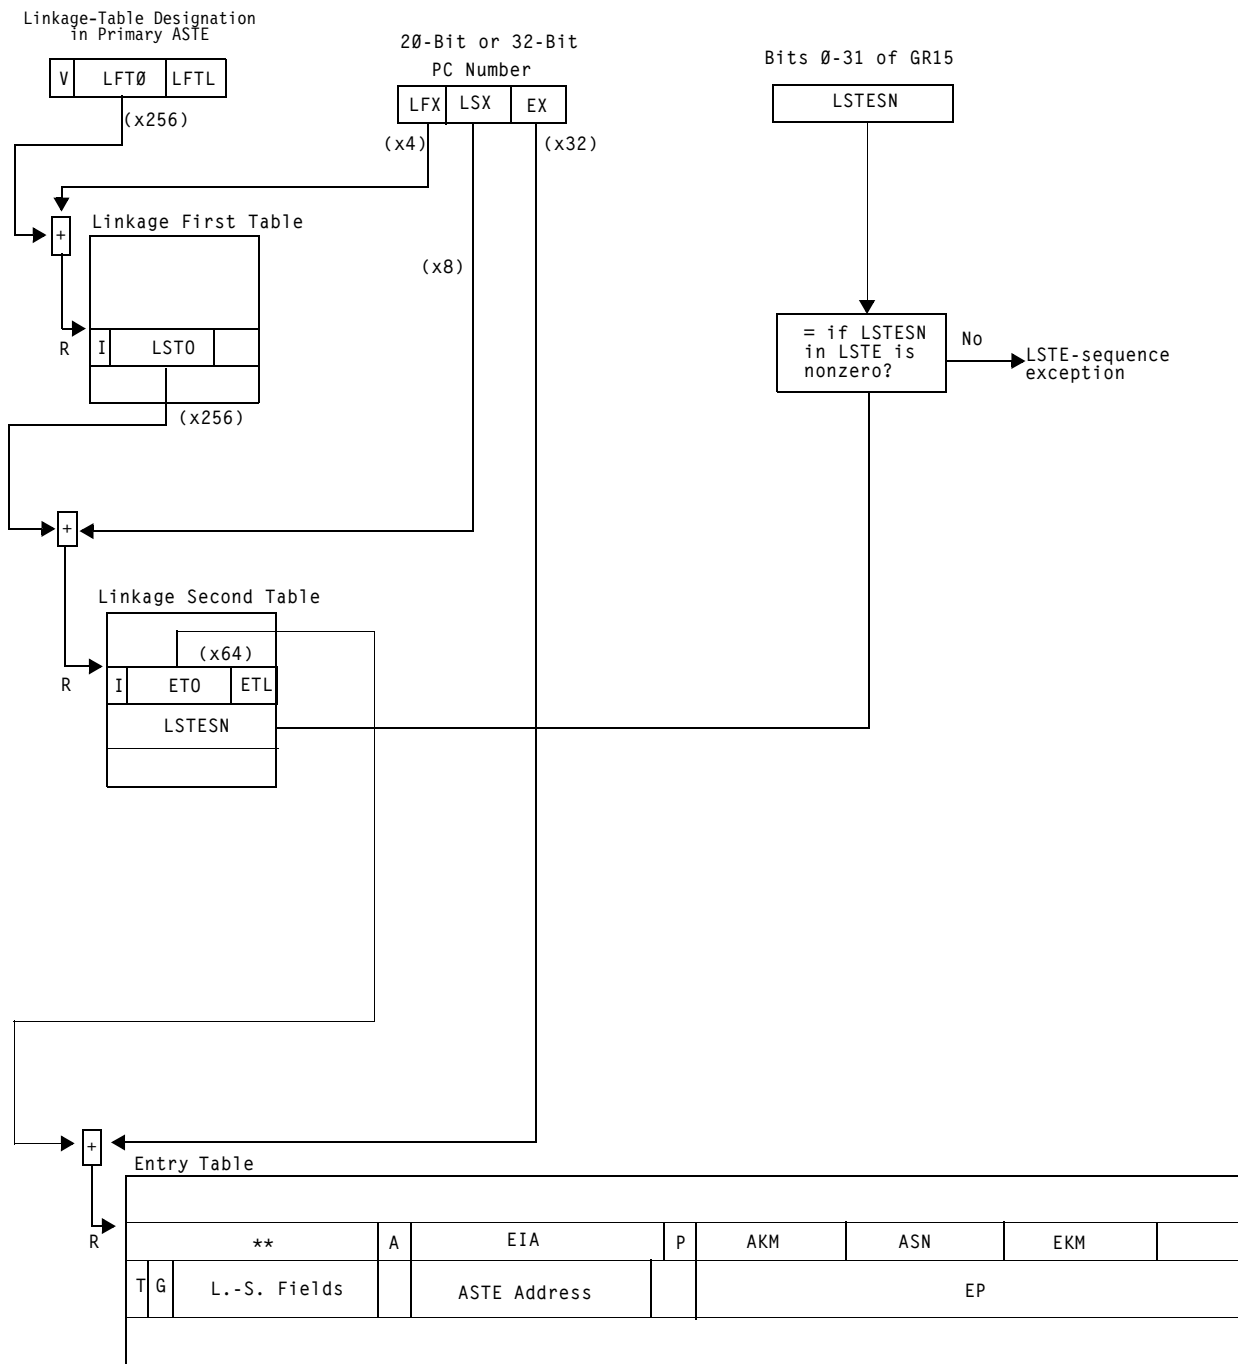 Linkage-Table Designation
in Primary ASTE
V LFTØ LFTL
(x256)
2Ø-Bit or 32-Bit
PC Number
LFX LSX EX
(x4)
(x32)
Bits Ø-31 of GR15
LSTESN
+
Linkage First Table
(x8)
R
I LSTO
(x256)
= if LSTESN
in LSTE is
nonzero?
No
LSTE-sequence
exception
+
Linkage Second Table
(x64)
R
I ETO ETL
LSTESN
+
Entry Table
R
** A EIA P AKM ASN EKM
T G L.-S. Fields ASTE Address EP